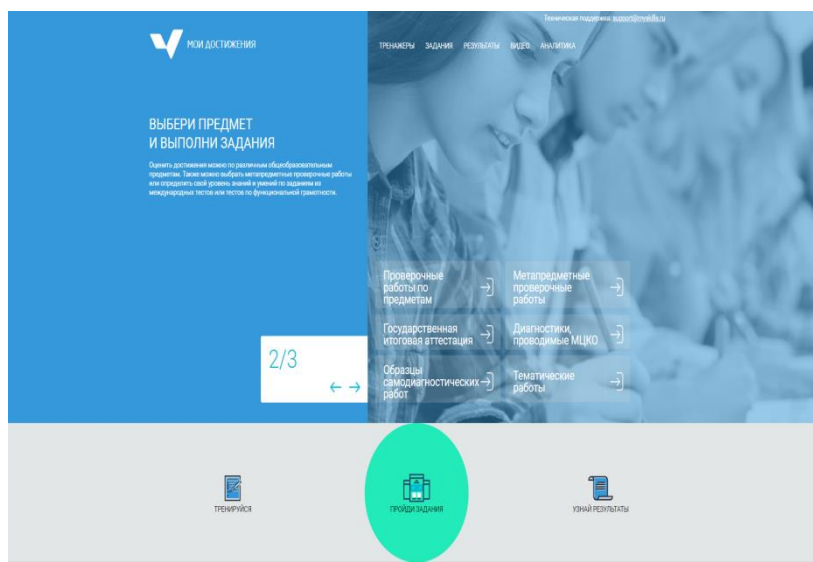 Техническая поддержка: support@myskills.ru
МОИ ДОСТИЖЕНИЯ
ТРЕНАЖЕРЫ ЗАДАНИЯ РЕЗУЛЬТАТЫ ВИДЕО АНАЛИТИКА
ВЫБЕРИ ПРЕДМЕТ
И ВЫПОЛНИ ЗАДАНИЯ
Оценить достижения можно по различным общеобразовательным
предметам. Также можно выбрать метапредметные проверочные работы
или определить свой уровень знаний и умений по заданиям из
международных тестов или тестов по функциональной грамотности.
Проверочные
работы по
предметам
Метапредметные
проверочные
работы
Государственная
итоговая аттестация
Диагностики,
проводимые МЦКО
Образцы
самодиагностических
работ
Тематические
работы
2/3
ТРЕНИРУЙСЯ
ПРОЙДИ ЗАДАНИЯ
УЗНАЙ РЕЗУЛЬТАТЫ